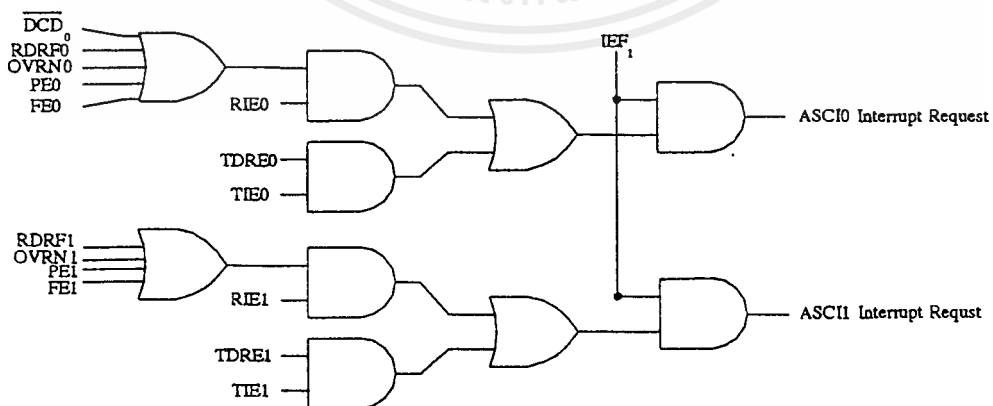 DCD0
IEF1
RDRF0
OVRN0
PE0
FE0
RIE0
ASCI0 Interrupt Request
TDRE0
TIE0
RDRF1
OVRN1
PE1
FE1
RIE1
ASCI1 Interrupt Requst
TDRE1
TIE1